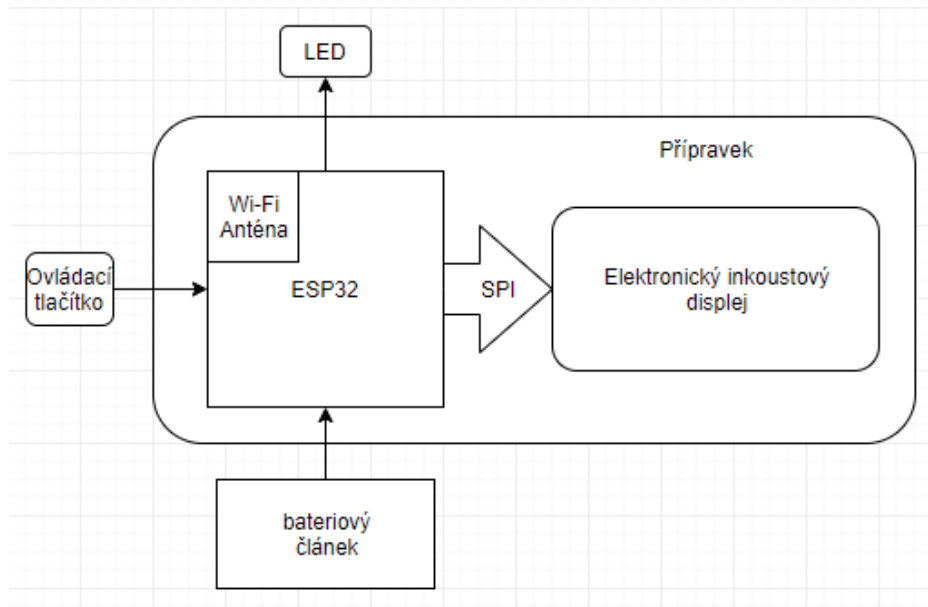 LED
Přípravek
Wi-Fi
Anténa
Ovládací
tlačítko
ESP32
SPI
Elektronický inkoustový
displej
bateriový
článek